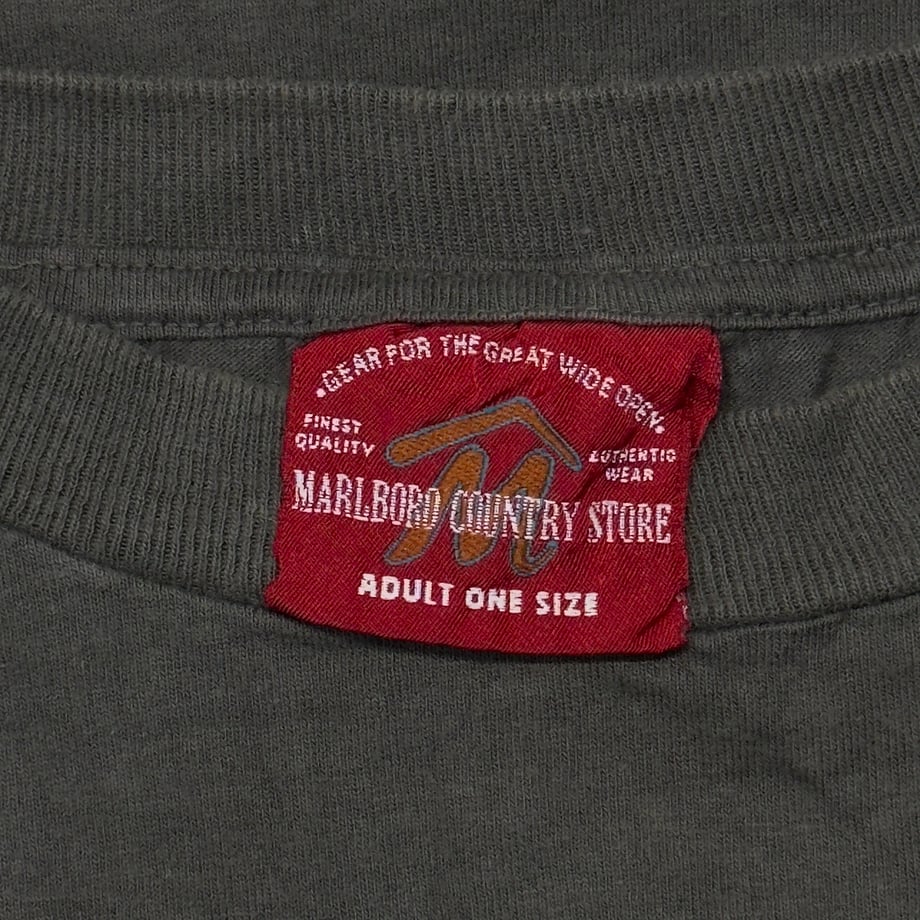 •GEAR FOR THE GREAT WIDE OPEN•
FINEST
QUALITY
AUTHENTIC
WEAR
M
MARLBORO COUNTRY STORE
ADULT ONE SIZE